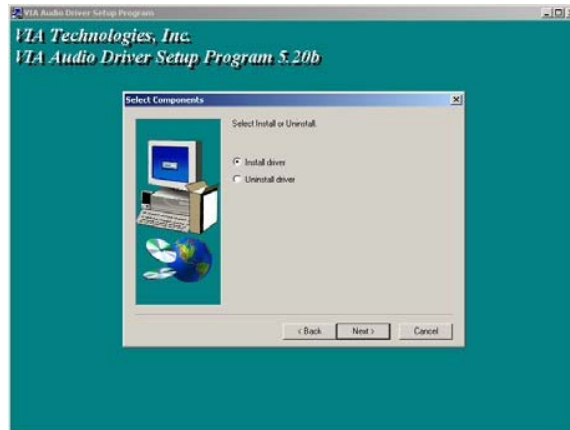 VIA Audio Driver Setup Program
VIA Technologies, Inc.
VIA Audio Driver Setup Program 5.20b
Select Components
Select Install or Uninstall.
Install driver
Uninstall driver
< Back
Next >
Cancel